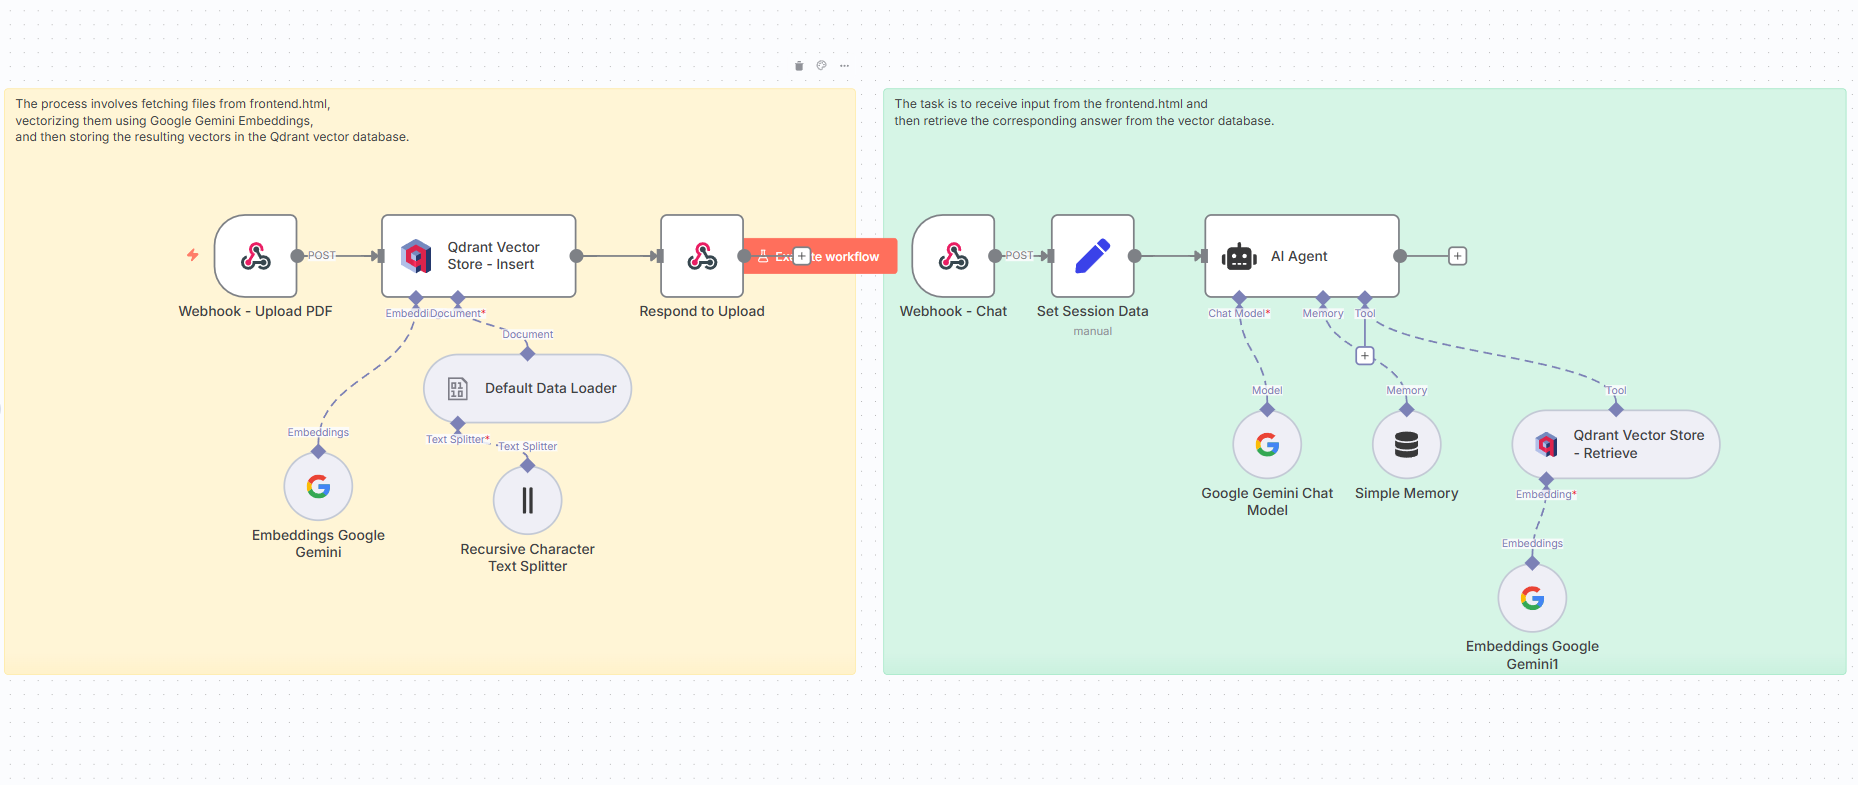 The process involves fetching files from frontend.html,
vectorizing them using Google Gemini Embeddings,
and then storing the resulting vectors in the Qdrant vector database.
POST
Qdrant Vector
Store - Insert
workflow
Webhook - Upload PDF
Respond to Upload
Document*
Document
Default Data Loader
Text Splitter*
Text Splitter
Embeddings
Embeddings Google
Gemini
Recursive Character
Text Splitter
The task is to receive input from the frontend.html and
then retrieve the corresponding answer from the vector database.
POST
AI Agent
Webhook - Chat
Set Session Data
manual
Chat Model*
Memory
Tool
Model
Memory
Tool
Google Gemini Chat
Model
Simple Memory
Qdrant Vector Store
- Retrieve
Embedding*
Embeddings
Embeddings Google
Gemini1